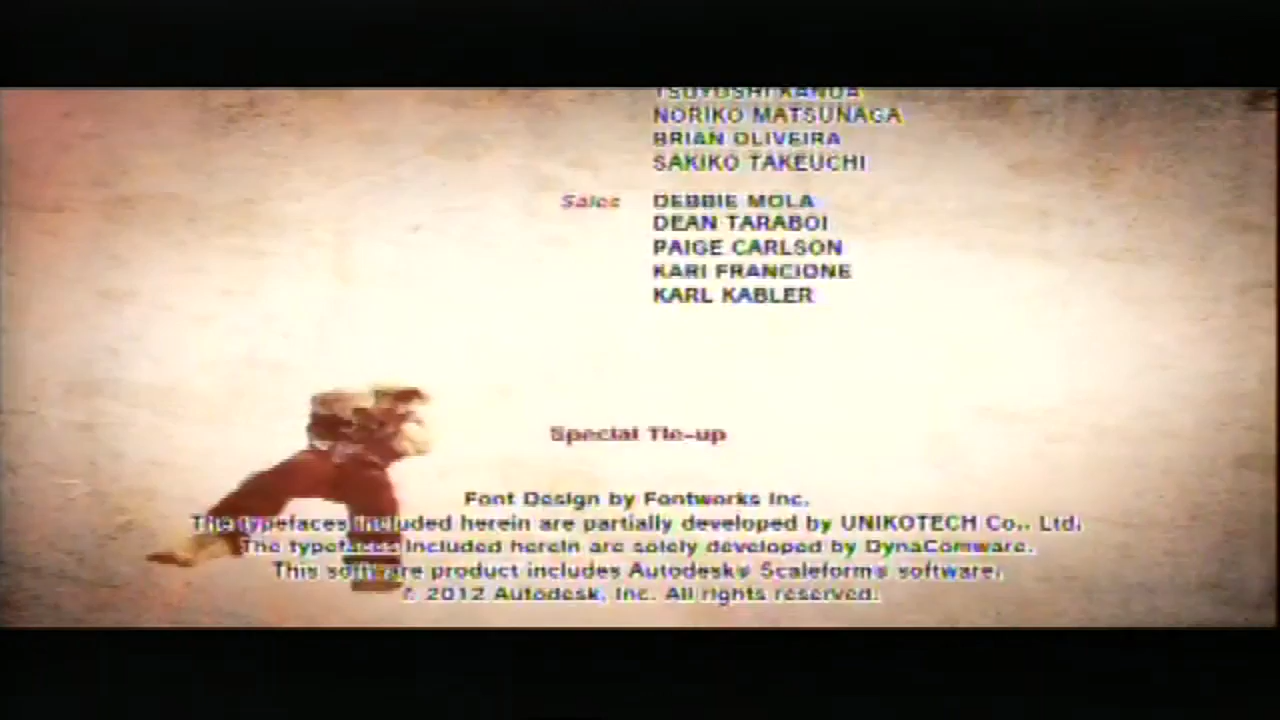 TSUYOSHI KANDA
NORIKO MATSUNAGA
BRIAN OLIVEIRA
SAKIKO TAKEUCHI
Sales DEBBIE MOLA
DEAN TARABOI
PAIGE CARLSON
KARI FRANCIONE
KARL KABLER
Special Tie-up
Font Design by Fontworks Inc.
The typefaces included herein are partially developed by UNIKOTECH Co., Ltd.
The typefaces included herein are solely developed by DynaComware.
This software product includes Autodesk® Scaleform® software.
© 2012 Autodesk, Inc. All rights reserved.